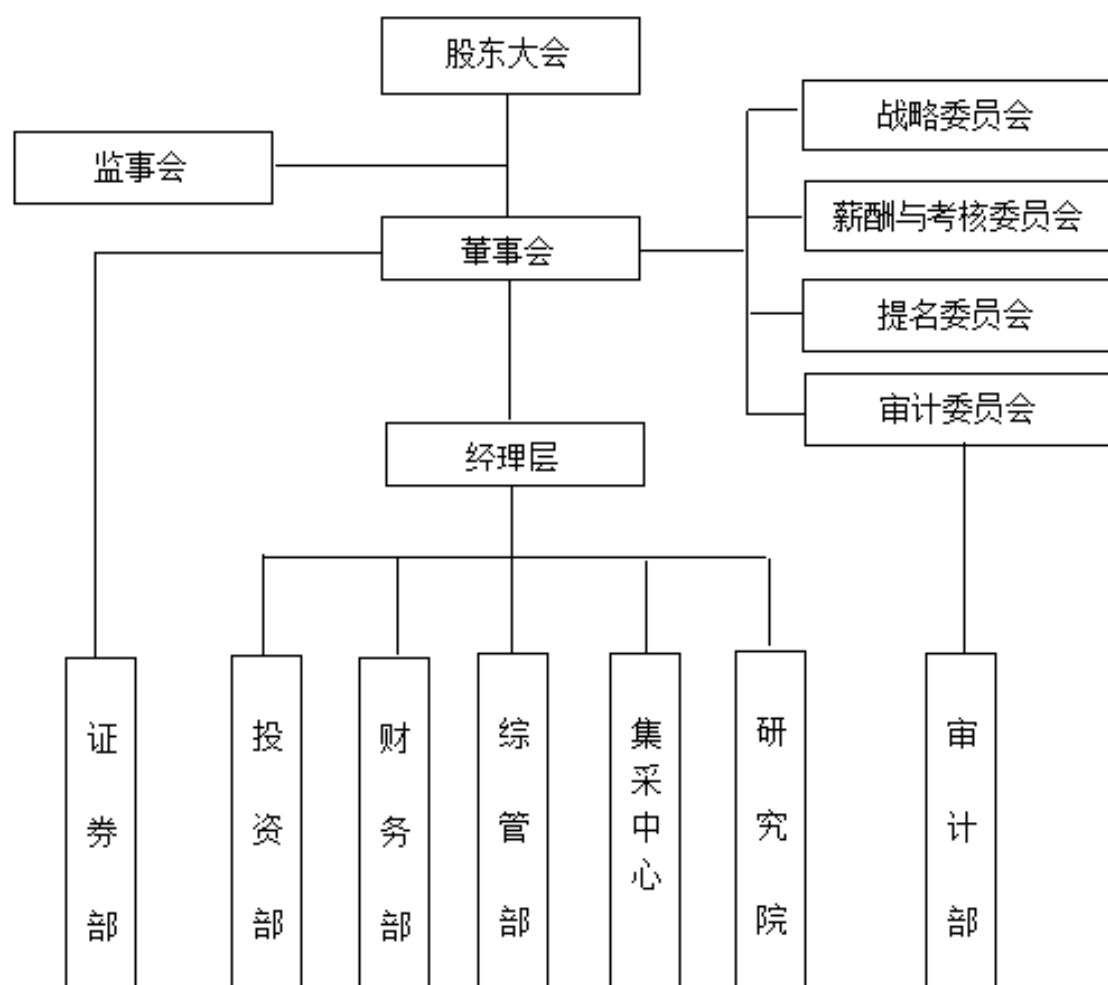 股东大会
战略委员会
监事会
薪酬与考核委员会
董事会
提名委员会
审计委员会
经理层
证券部
投资部
财务部
综管部
集采中心
研究院
审计部